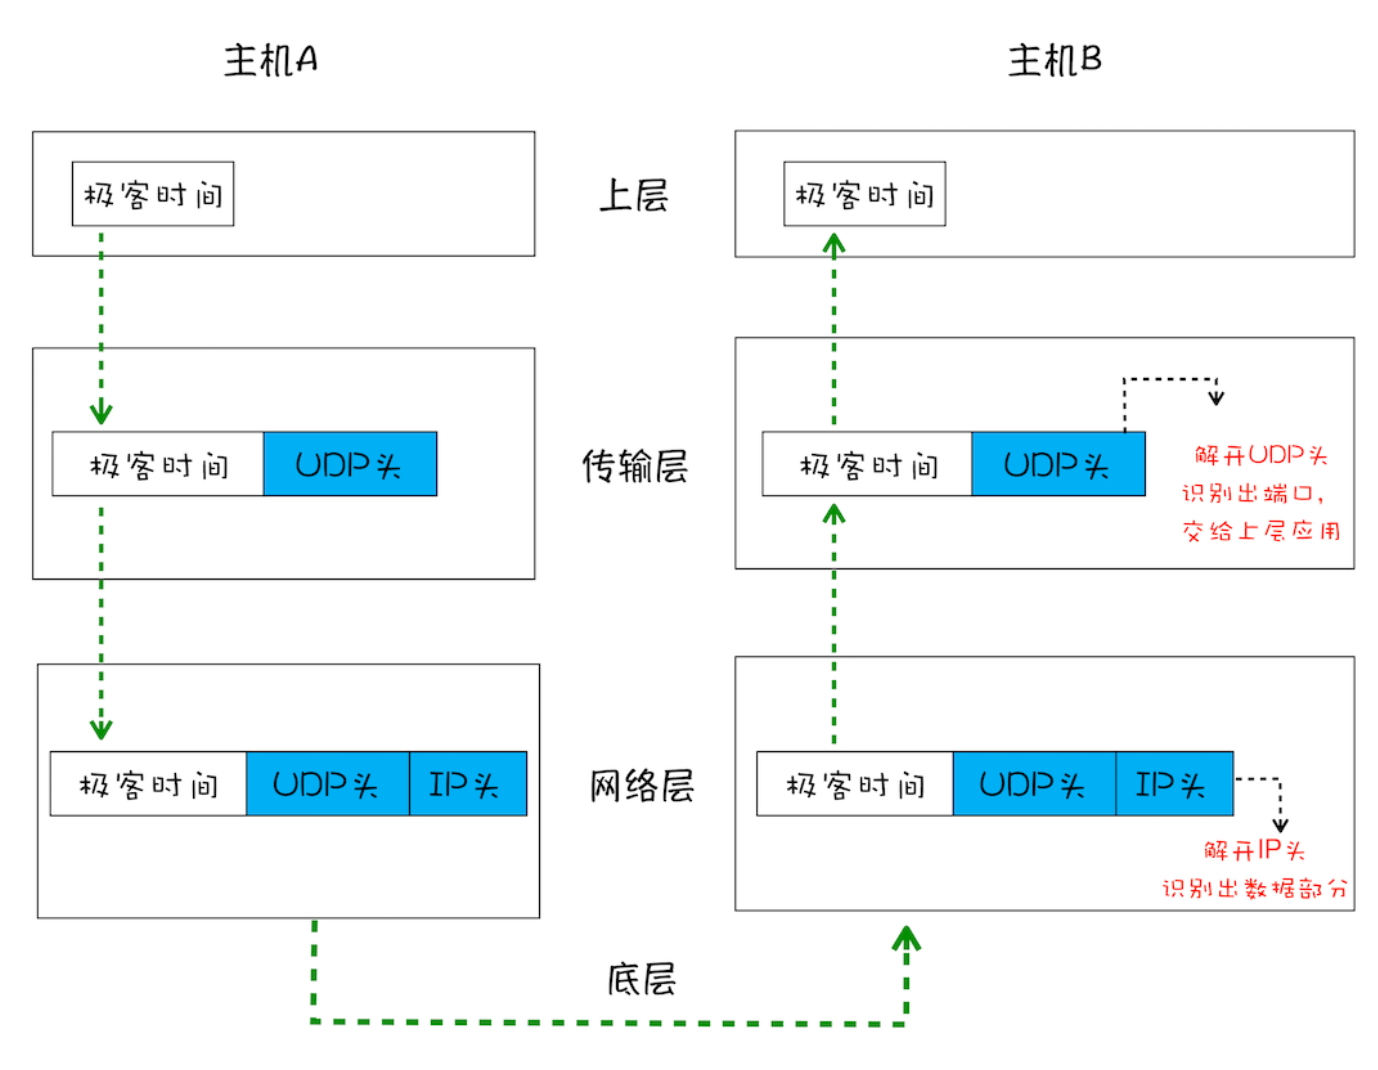 主机A
主机B
极客时间
上层
极客时间
极客时间
UDP头
传输层
极客时间
UDP头
解开UDP头
识别出端口,
交给上层应用
极客时间
UDP头
IP头
网络层
极客时间
UDP头
IP头
解开IP头
识别出数据部分
底层